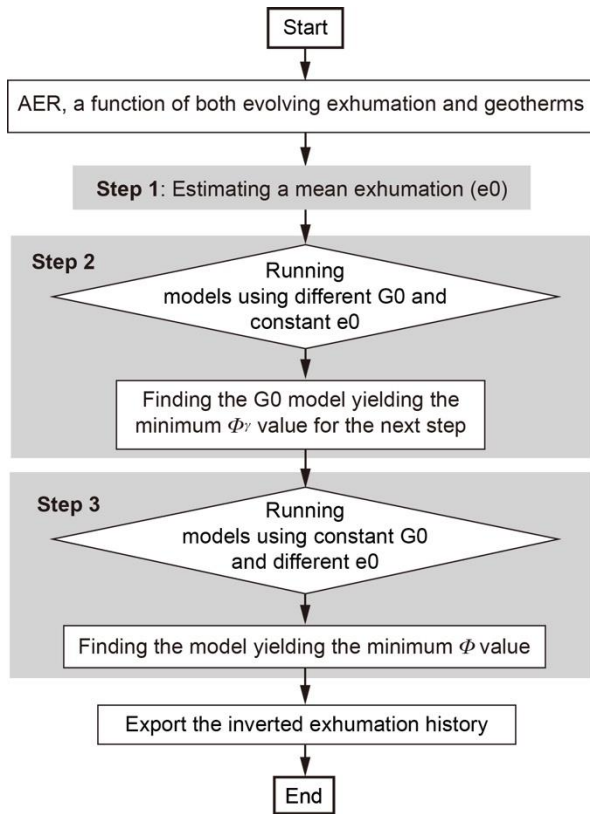 Start
AER, a function of both evolving exhumation and geotherms
Step 1: Estimating a mean exhumation (e0)
Step 2
Running
models using different G0 and
constant e0
Finding the G0 model yielding the
minimum Φγ value for the next step
Step 3
Running
models using constant G0
and different e0
Finding the model yielding the minimum Φ value
Export the inverted exhumation history
End